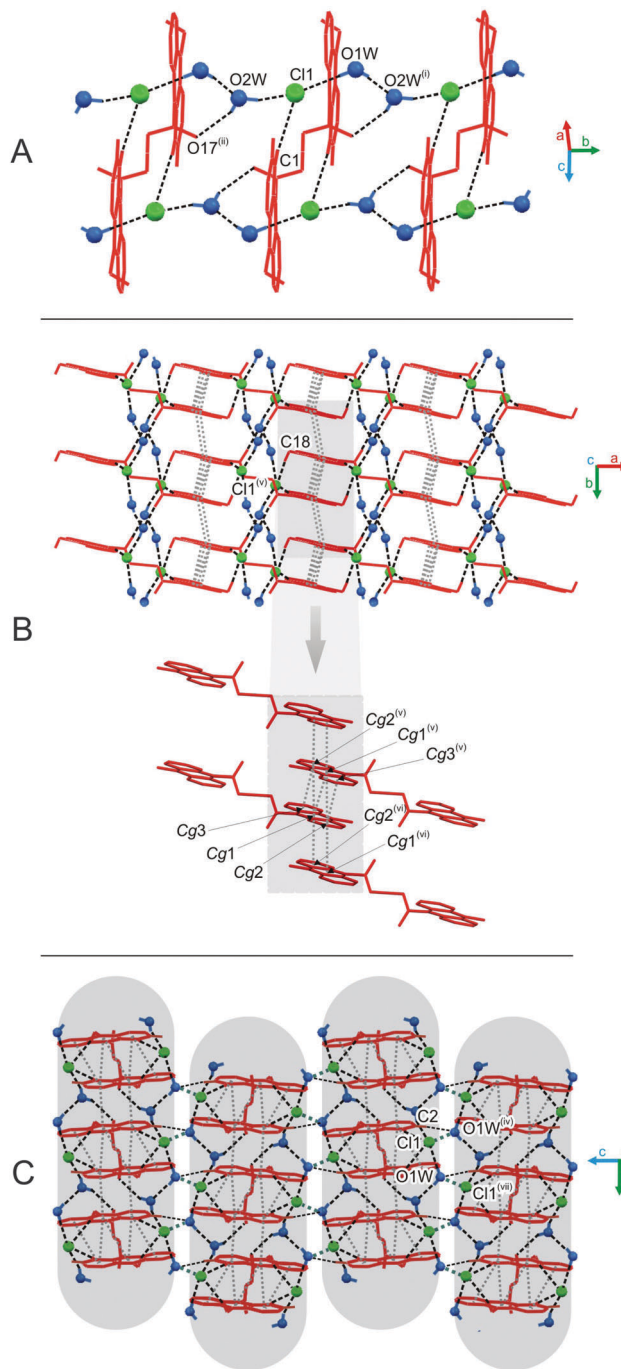 O1W
O2W
Cl1
O2W(i)
A
O17(ii)
C1
a
b
c
C18
Cl1(v)
c
a
b
B
Cg2(v)
Cg1(v)
Cg3(v)
Cg3
Cg2(vi)
Cg1
Cg1(vi)
Cg2
C2
O1W(iv)
Cl1
c
C
O1W
Cl1(vii)